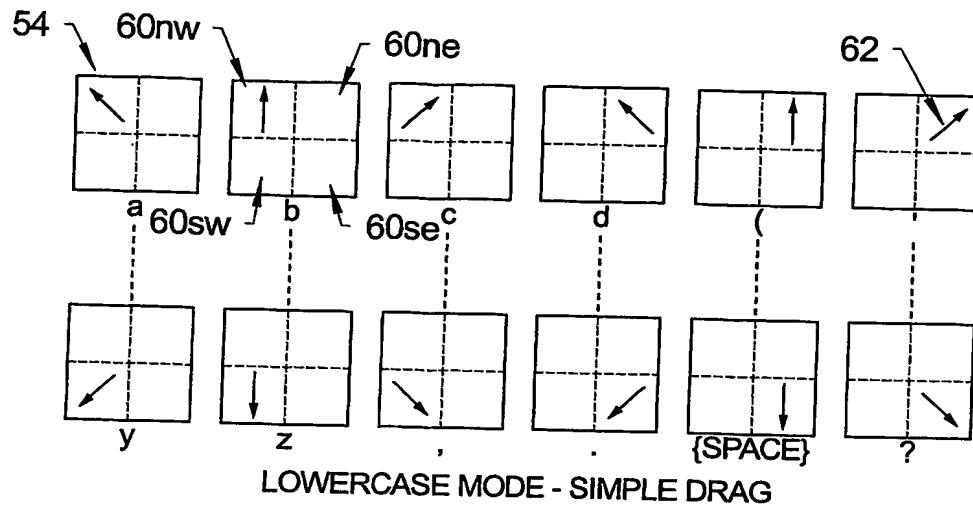 54 60nw 60ne 62
a b c d ( '
60sw 60se
y z , . {SPACE} ?
LOWERCASE MODE - SIMPLE DRAG